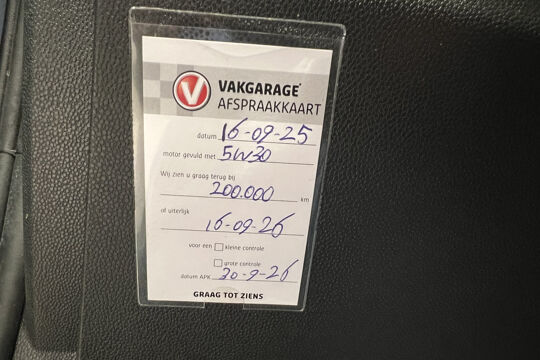 VAKGARAGE
AFSPRAAKKAART
datum 16-09-25
motor gevuld met 5W30
Wij zien u graag terug bij
200.000 km
of uiterlijk
16-09-26
voor een kleine controle
grote controle
datum APK 30-9-26
GRAAG TOT ZIENS